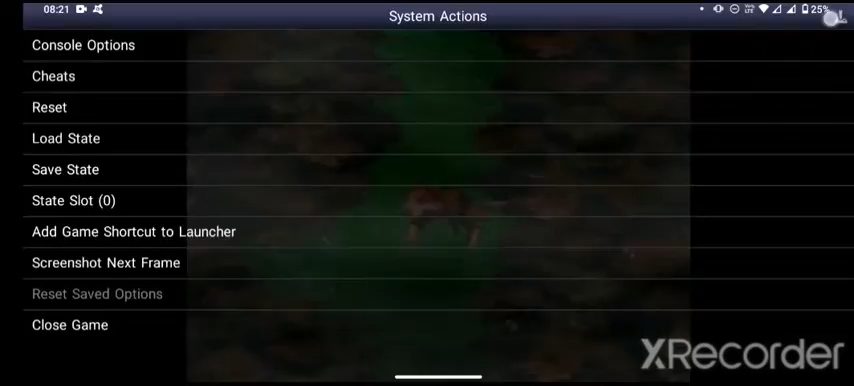 08:21
System Actions
25%
Console Options
Cheats
Reset
Load State
Save State
State Slot (0)
Add Game Shortcut to Launcher
Screenshot Next Frame
Reset Saved Options
Close Game
XRecorder